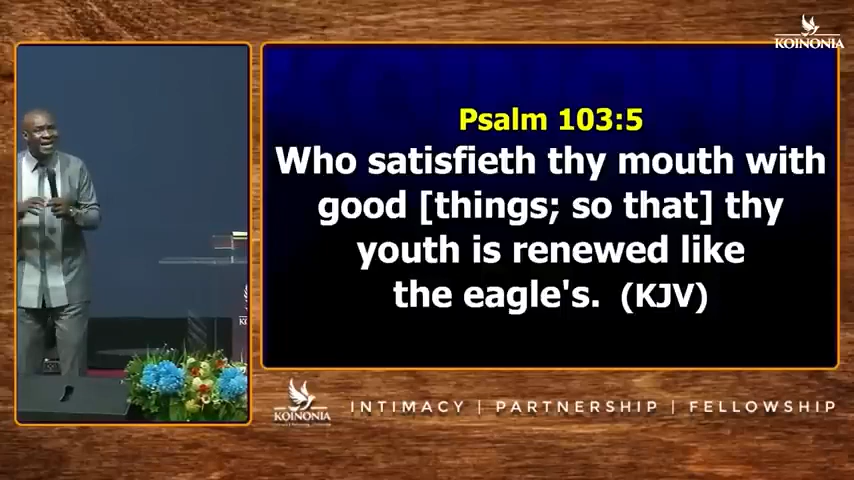 KOINONIA
Psalm 103:5
Who satisfieth thy mouth with
good [things; so that] thy
youth is renewed like
the eagle's. (KJV)
KOINONIA
INTIMACY | PARTNERSHIP | FELLOWSHIP